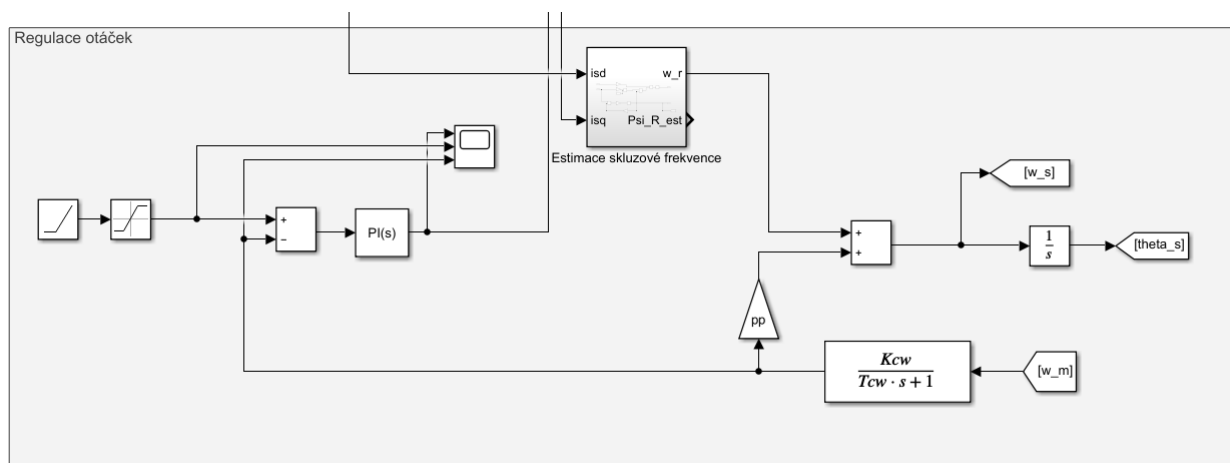 Regulace otáček
isd
w_r
isq
Psi_R_est
Estimace skluzové frekvence
[w_s]
+
−
PI(s)
+
+
1
s
[theta_s]
pp
Kcw
Tcw · s + 1
[w_m]